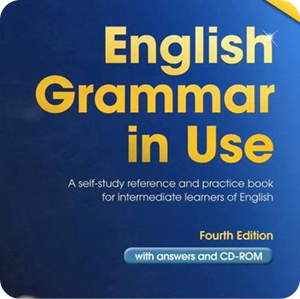 English
Grammar
in Use
A self-study reference and practice book
for intermediate learners of English
Fourth Edition
with answers and CD-ROM